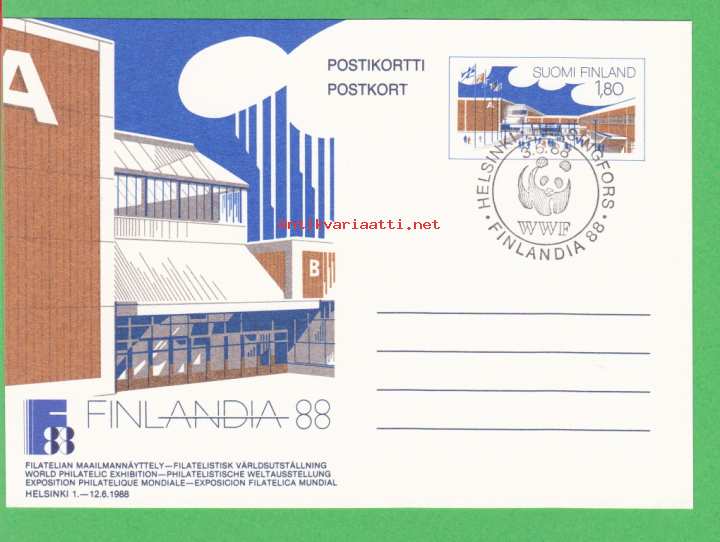 A
B
POSTIKORTTI
POSTKORT
SUOMI FINLAND
1,80
HELSINKI HELSINGFORS
3.6.88
WWF
FINLANDIA 88
antikvariaatti.net
F
88
FINLANDIA 88
FILATELIAN MAAILMANNÄYTTELY—FILATELISTISK VÄRLDSUTSTÄLLNING
WORLD PHILATELIC EXHIBITION—PHILATELISTISCHE WELTAUSSTELLUNG
EXPOSITION PHILATELIQUE MONDIALE—EXPOSICION FILATELICA MUNDIAL
HELSINKI 1.—12.6.1988